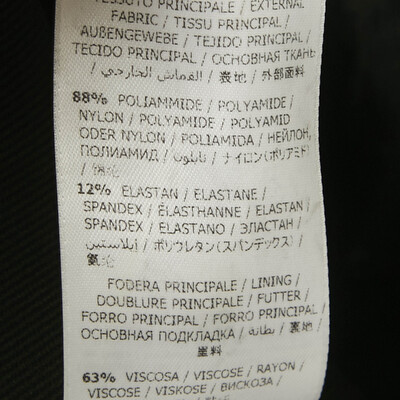 TESSUTO PRINCIPALE / EXTERNAL
FABRIC / TISSU PRINCIPAL /
AUßENGEWEBE / TEJIDO PRINCIPAL /
TECIDO PRINCIPAL / ОСНОВНАЯ ТКАНЬ
/ القماش الخارجي / 表地 / 外部面料
88% POLIAMMIDE / POLYAMIDE /
NYLON / POLYAMIDE / POLYAMID
ODER NYLON / POLIAMIDA / НЕЙЛОН,
ПОЛИАМИД / نايلون / ナイロン(ポリアミド)
/
12% ELASTAN / ELASTANE /
SPANDEX / ÉLASTHANNE / ELASTAN /
SPANDEX / ELASTANO / ЭЛАСТАН /
إيلاستين / ポリウレタン(スパンデックス) /
氨纶
FODERA PRINCIPALE / LINING /
DOUBLURE PRINCIPALE / FUTTER /
FORRO PRINCIPAL / FORRO PRINCIPAL /
ОСНОВНАЯ ПОДКЛАДКА / بطانة / 裏地 /
里料
63% VISCOSA / VISCOSE / RAYON /
VISCOSE / VISKOSE / ВИСКОЗА /